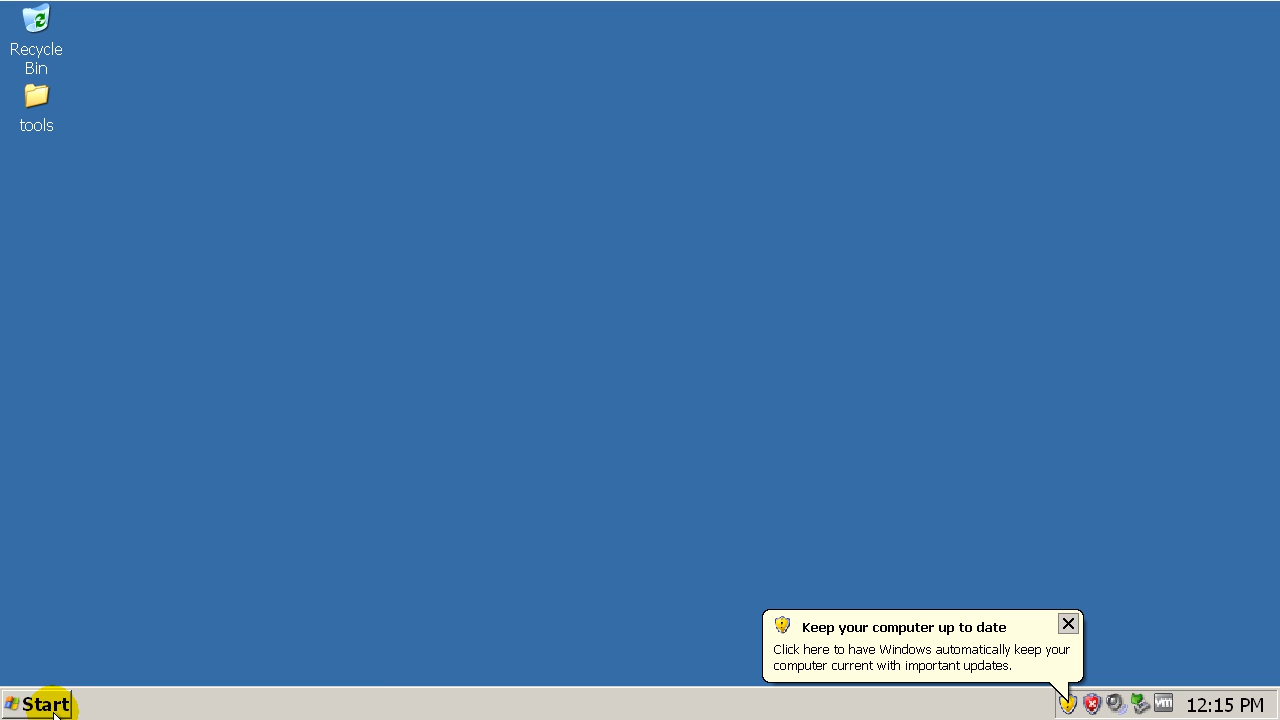 Recycle
Bin
tools
Keep your computer up to date
Click here to have Windows automatically keep your
computer current with important updates.
Start
vm
12:15 PM